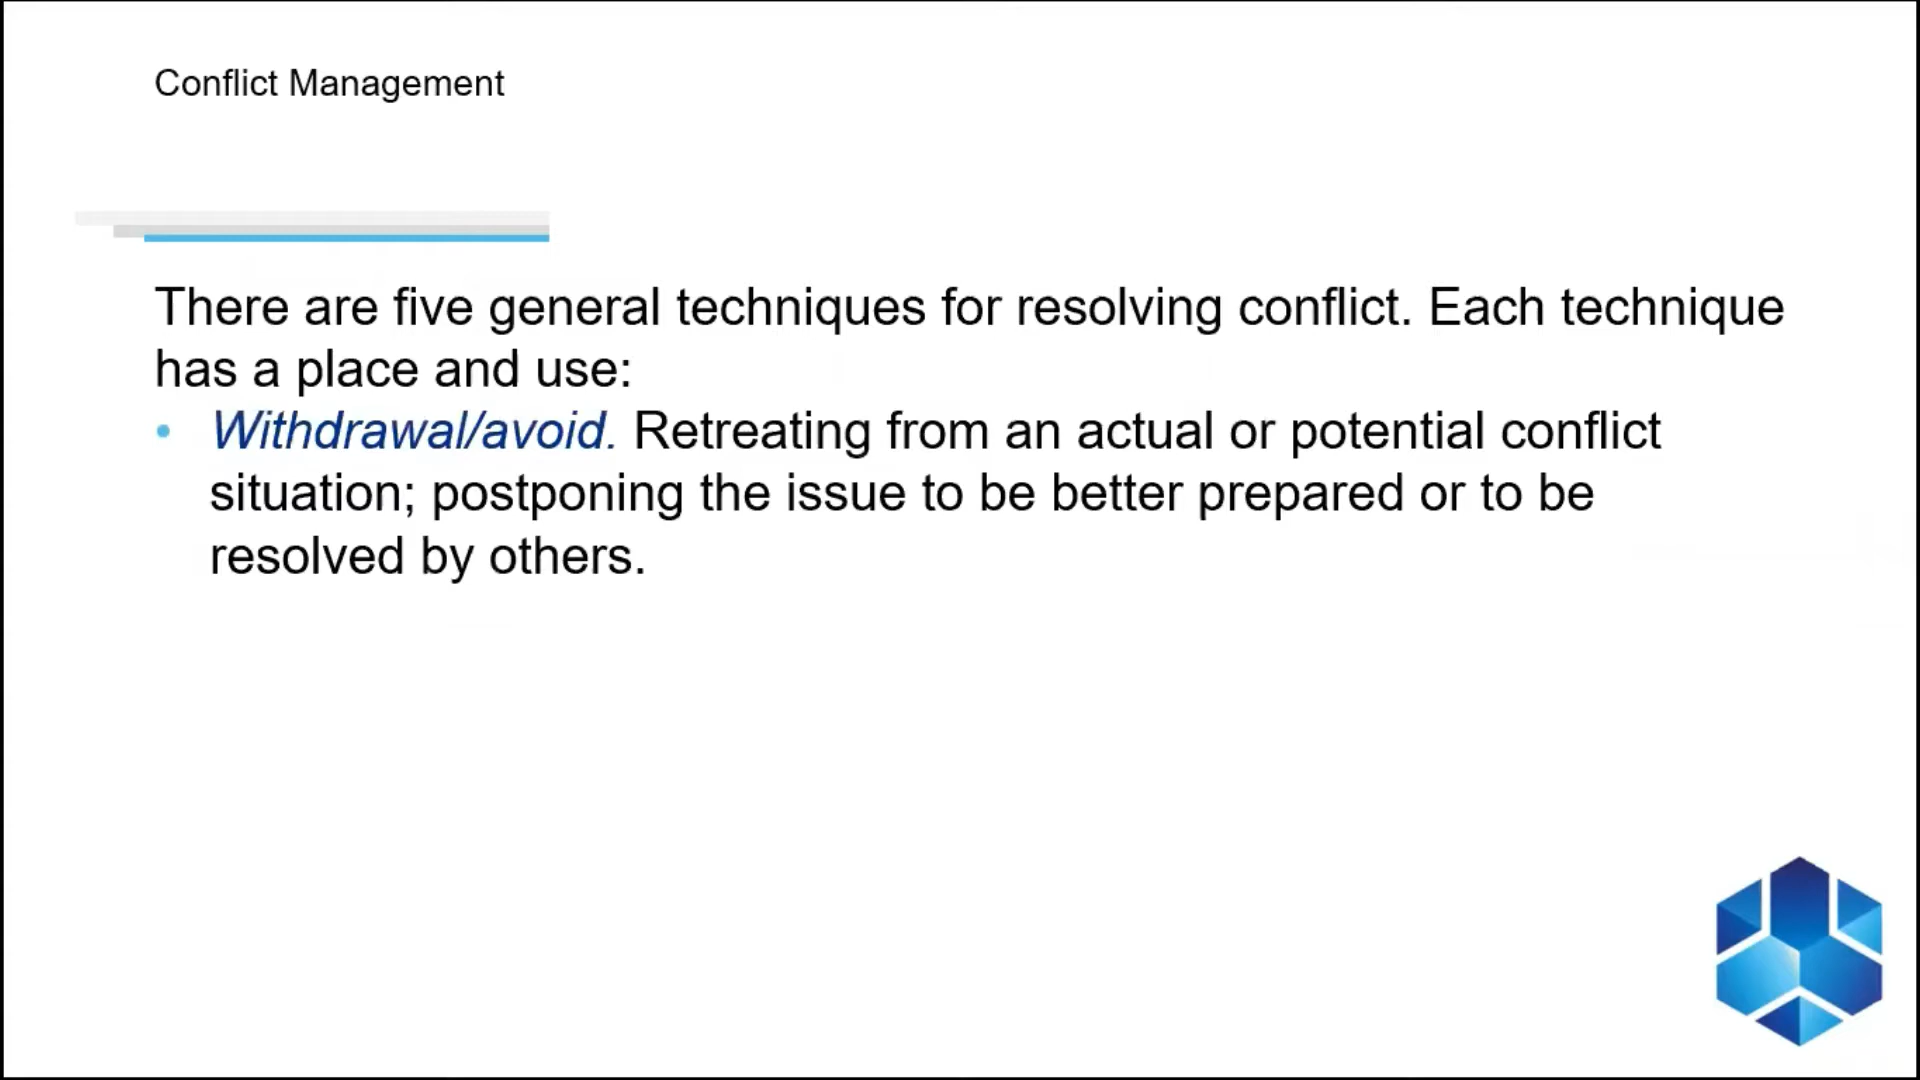 Conflict Management
There are five general techniques for resolving conflict. Each technique
has a place and use:
• Withdrawal/avoid. Retreating from an actual or potential conflict
situation; postponing the issue to be better prepared or to be
resolved by others.